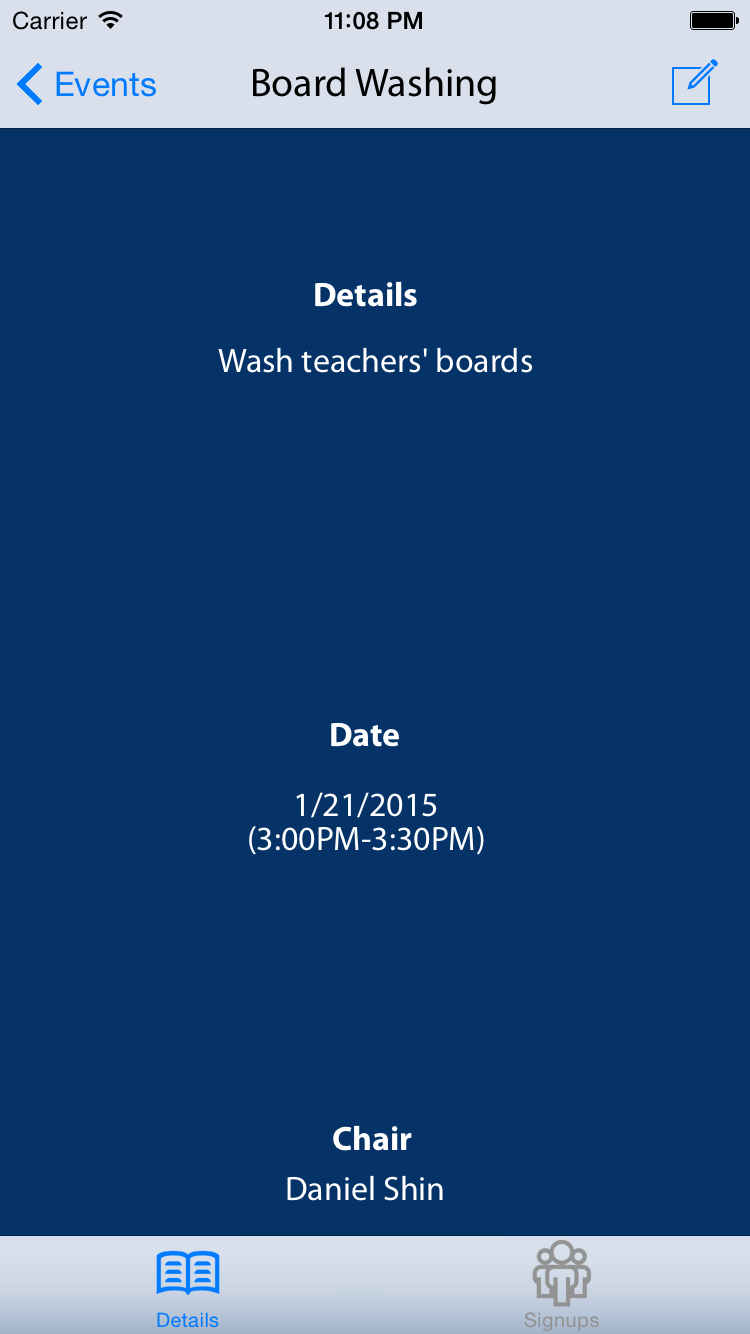 Carrier 11:08 PM
Events Board Washing
Details
Wash teachers' boards
Date
1/21/2015
(3:00PM-3:30PM)
Chair
Daniel Shin
Details Signups